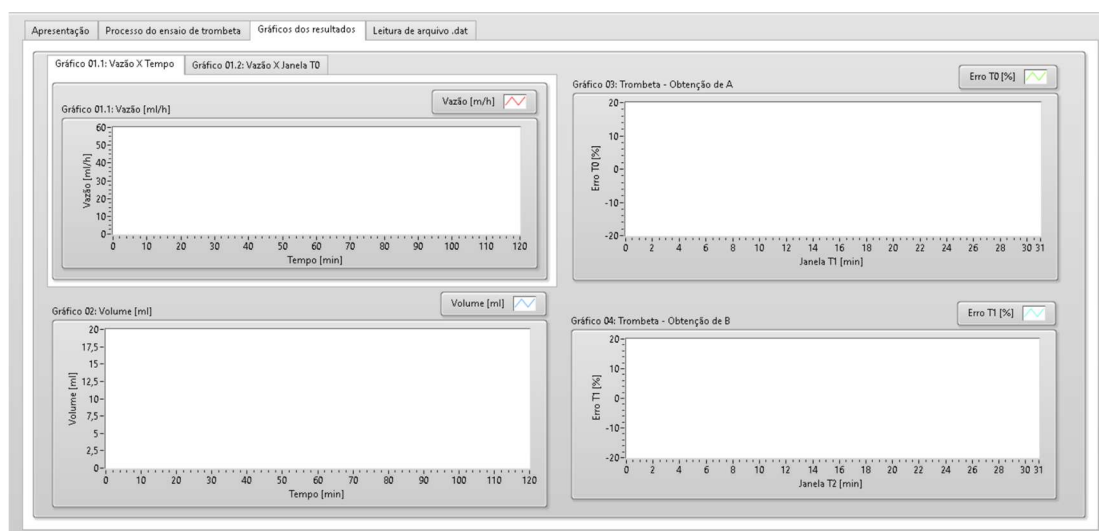 Apresentação Processo do ensaio de trombeta Gráficos dos resultados Leitura de arquivo .dat
Gráfico 01.1: Vazão X Tempo Gráfico 01.2: Vazão X Janela T0
Gráfico 01.1: Vazão [ml/h]
Vazão [m/h]
60
50
40
30
20
10
0
Vazão [ml/h]
0 10 20 30 40 50 60 70 80 90 100 110 120
Tempo [min]
Gráfico 02: Volume [ml]
Volume [ml]
20
17,5
15
12,5
10
7,5
5
2,5
0
Volume [ml]
0 10 20 30 40 50 60 70 80 90 100 110 120
Tempo [min]
Gráfico 03: Trombeta - Obtenção de A
Erro T0 [%]
20
10
0
-10
-20
Erro T0 [%]
0 2 4 6 8 10 12 14 16 18 20 22 24 26 28 30 31
Janela T1 [min]
Gráfico 04: Trombeta - Obtenção de B
Erro T1 [%]
20
10
0
-10
-20
Erro T1 [%]
0 2 4 6 8 10 12 14 16 18 20 22 24 26 28 30 31
Janela T2 [min]